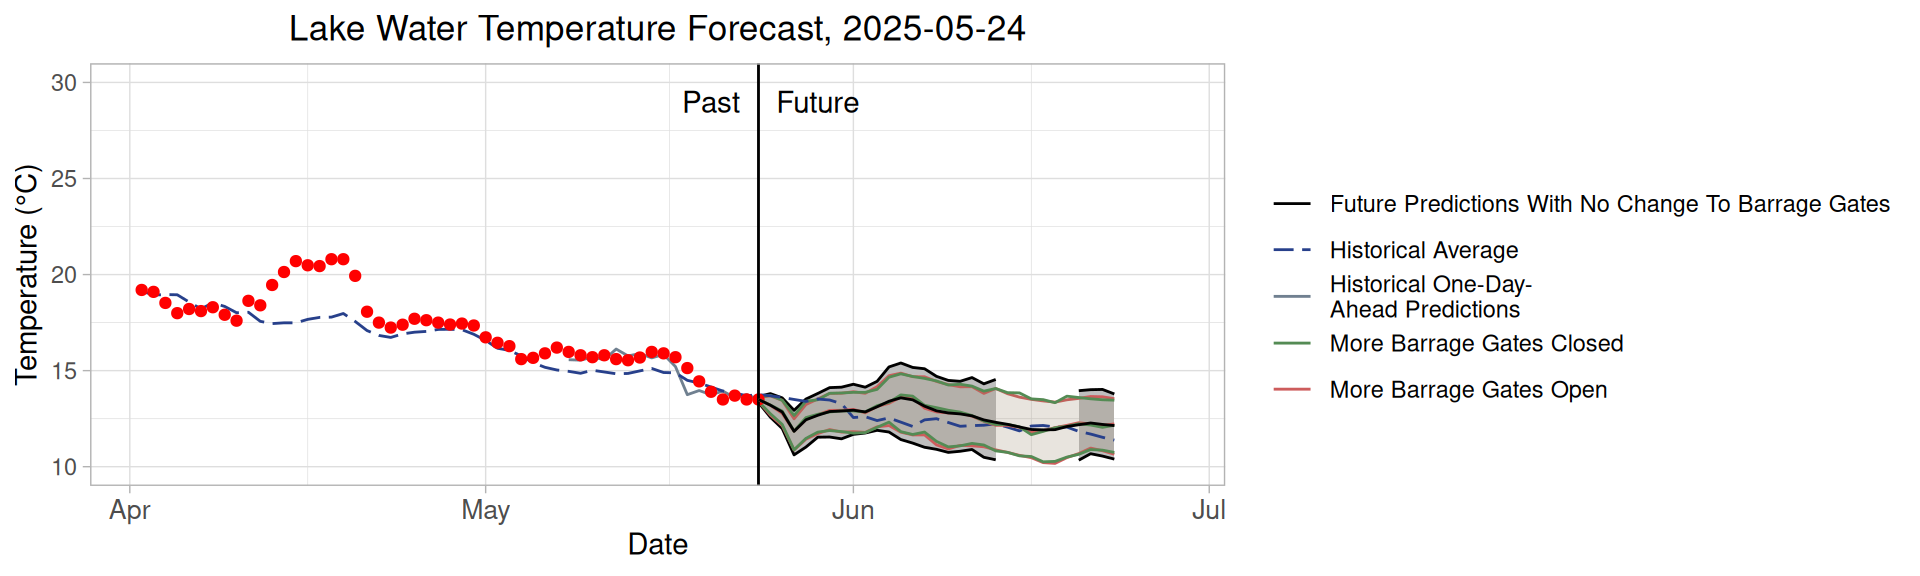 Lake Water Temperature Forecast, 2025-05-24
Temperature (°C)
30
25
20
15
10
Past
Future
Apr
May
Jun
Jul
Date
Future Predictions With No Change To Barrage Gates
Historical Average
Historical One-Day-
Ahead Predictions
More Barrage Gates Closed
More Barrage Gates Open